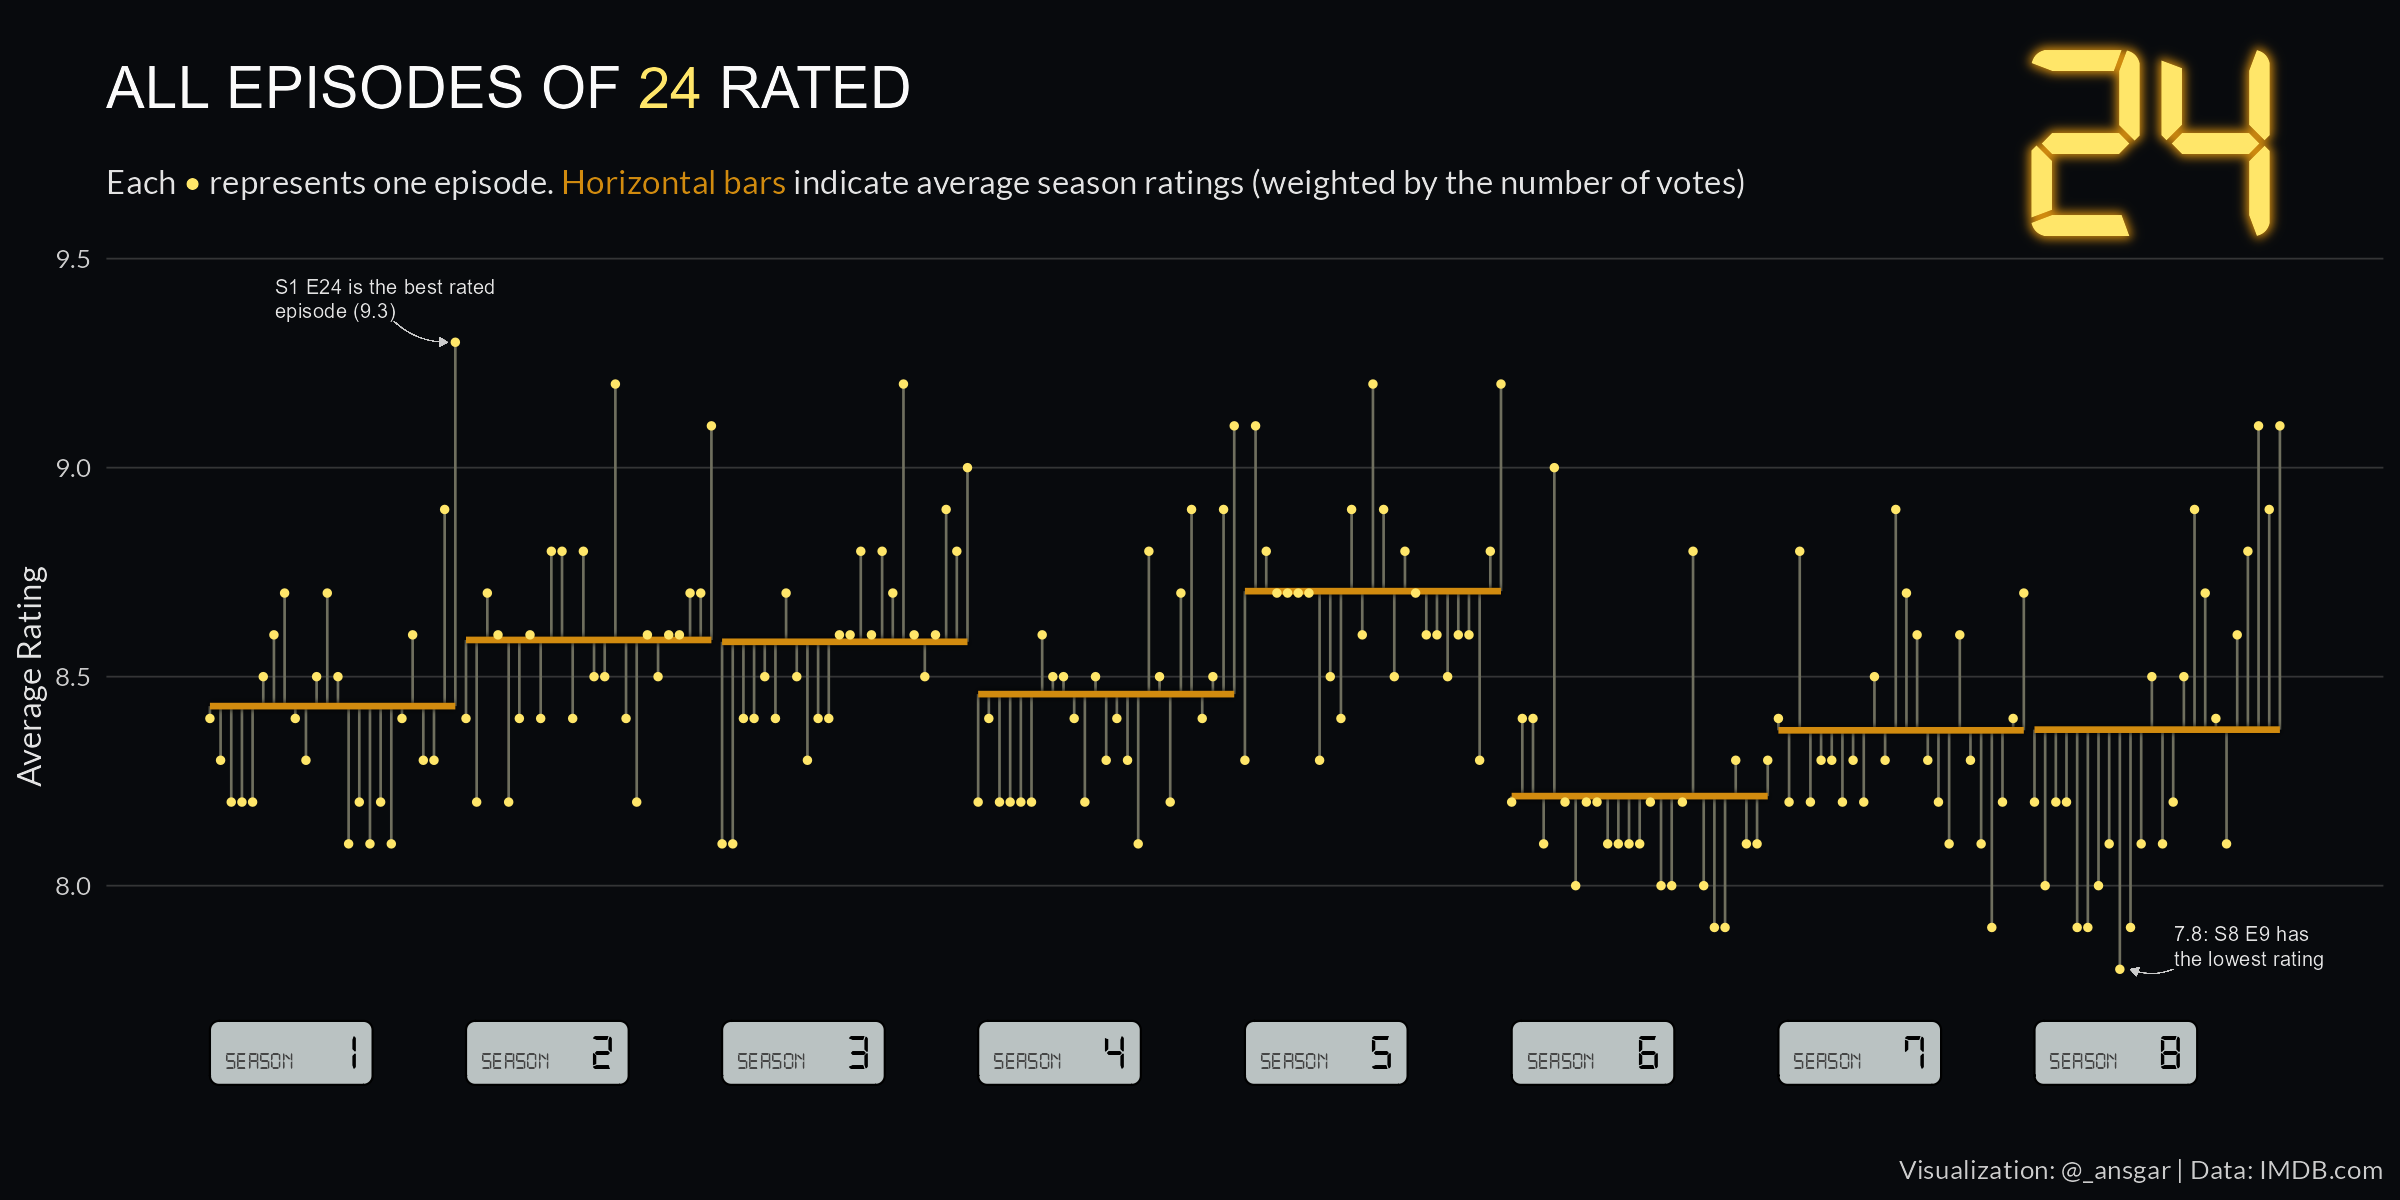 ALL EPISODES OF 24 RATED
24
Each ● represents one episode. Horizontal bars indicate average season ratings (weighted by the number of votes)
9.5
S1 E24 is the best rated
episode (9.3)
9.0
8.5
8.0
Average Rating
7.8: S8 E9 has
the lowest rating
SEASON 1
SEASON 2
SEASON 3
SEASON 4
SEASON 5
SEASON 6
SEASON 7
SEASON 8
Visualization: @_ansgar | Data: IMDB.com